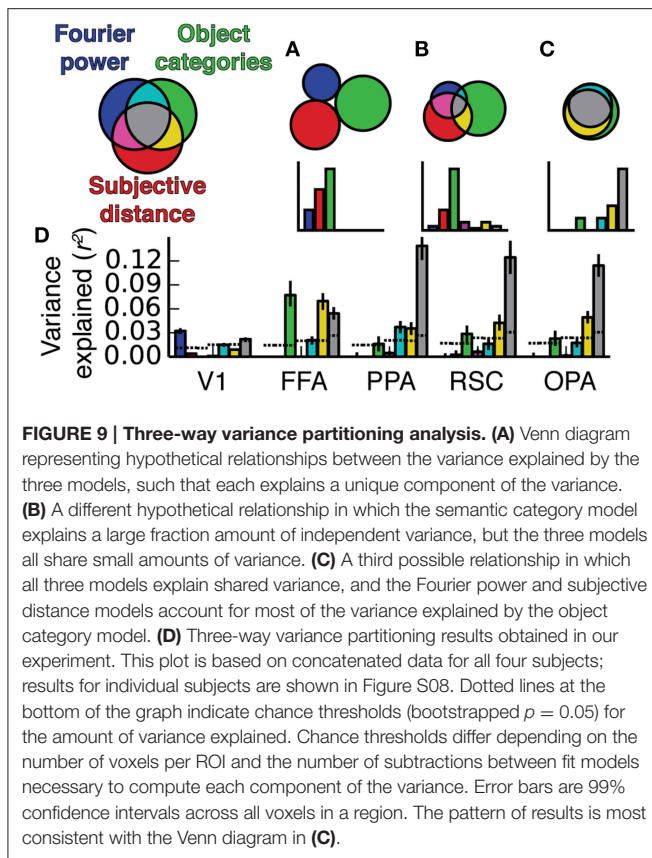 Fourier power
Object categories
Subjective distance
A
B
C
D
Variance explained (r²)
0.12
0.09
0.06
0.03
0.00
V1
FFA
PPA
RSC
OPA
FIGURE 9 | Three-way variance partitioning analysis. (A) Venn diagram
representing hypothetical relationships between the variance explained by the
three models, such that each explains a unique component of the variance.
(B) A different hypothetical relationship in which the semantic category model
explains a large fraction amount of independent variance, but the three models
all share small amounts of variance. (C) A third possible relationship in which
all three models explain shared variance, and the Fourier power and subjective
distance models account for most of the variance explained by the object
category model. (D) Three-way variance partitioning results obtained in our
experiment. This plot is based on concatenated data for all four subjects;
results for individual subjects are shown in Figure S08. Dotted lines at the
bottom of the graph indicate chance thresholds (bootstrapped p = 0.05) for
the amount of variance explained. Chance thresholds differ depending on the
number of voxels per ROI and the number of subtractions between fit models
necessary to compute each component of the variance. Error bars are 99%
confidence intervals across all voxels in a region. The pattern of results is most
consistent with the Venn diagram in (C).